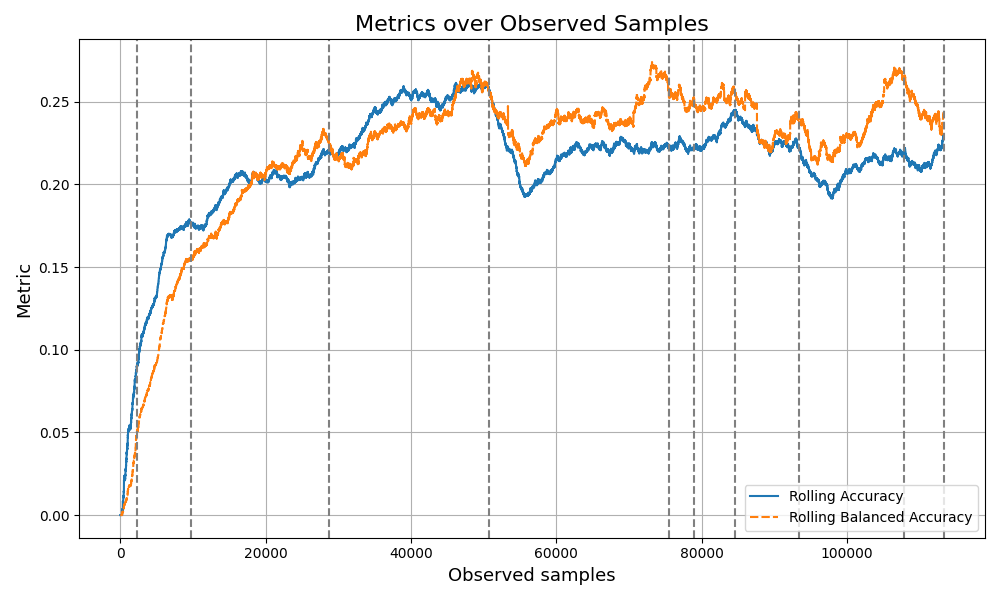 Metrics over Observed Samples
Metric
0.25
0.20
0.15
0.10
0.05
0.00
0 20000 40000 60000 80000 100000
Observed samples
Rolling Accuracy
Rolling Balanced Accuracy